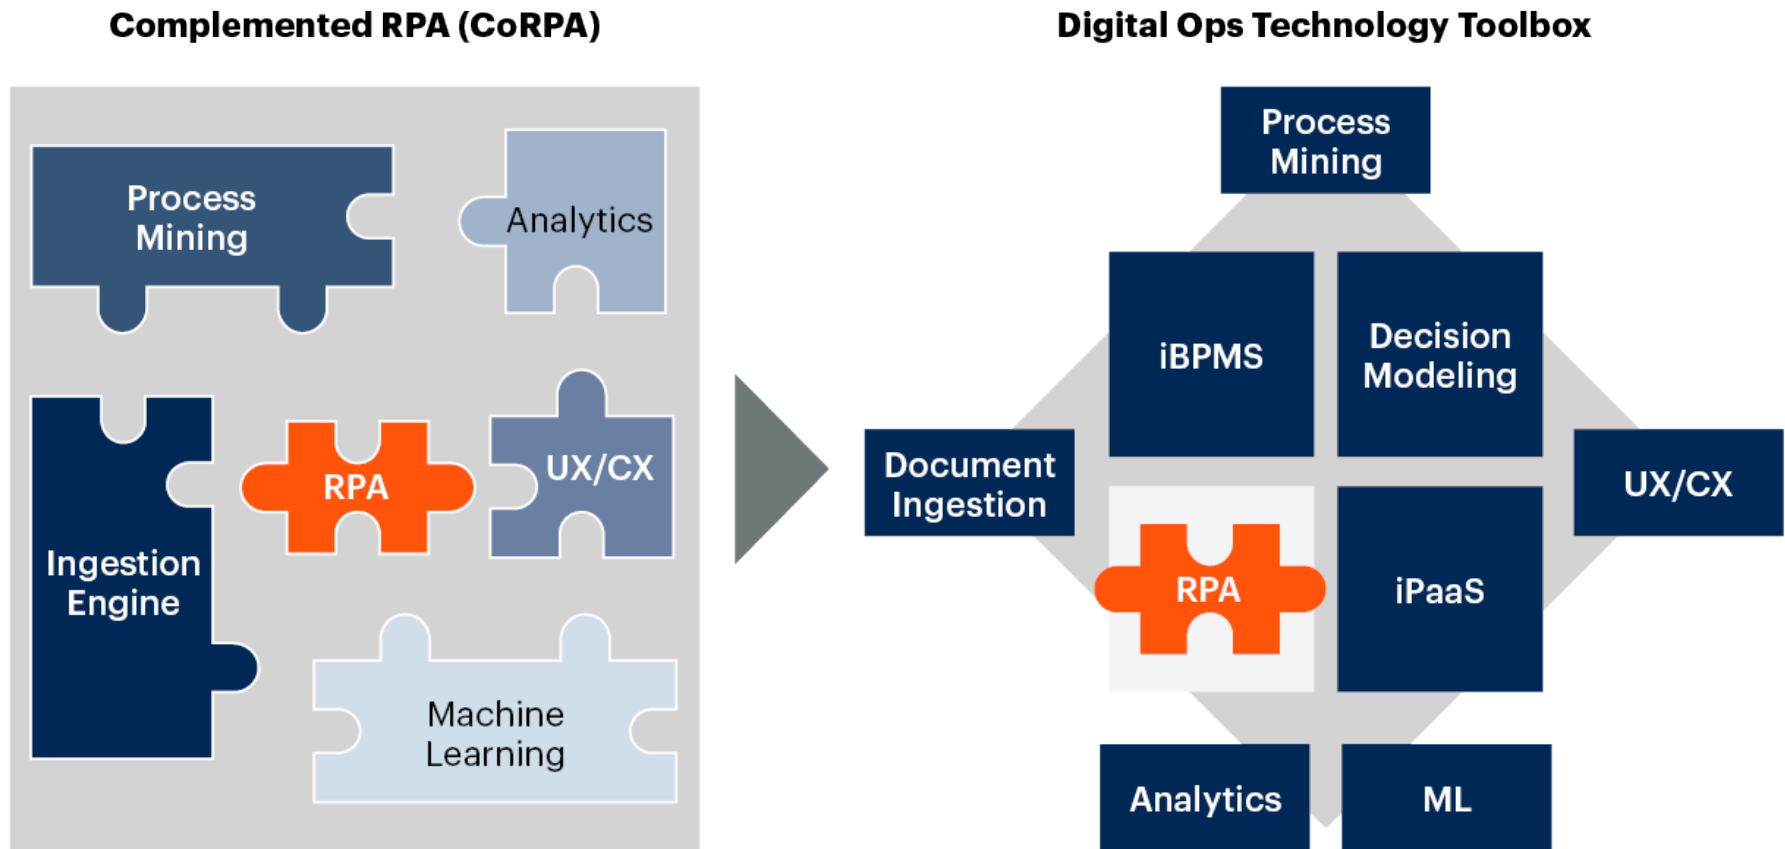 Complemented RPA (CoRPA)
Process
Mining
Analytics
Ingestion
Engine
RPA
UX/CX
Machine
Learning
Digital Ops Technology Toolbox
Process
Mining
iBPMS
Decision
Modeling
Document
Ingestion
UX/CX
RPA
iPaaS
Analytics
ML